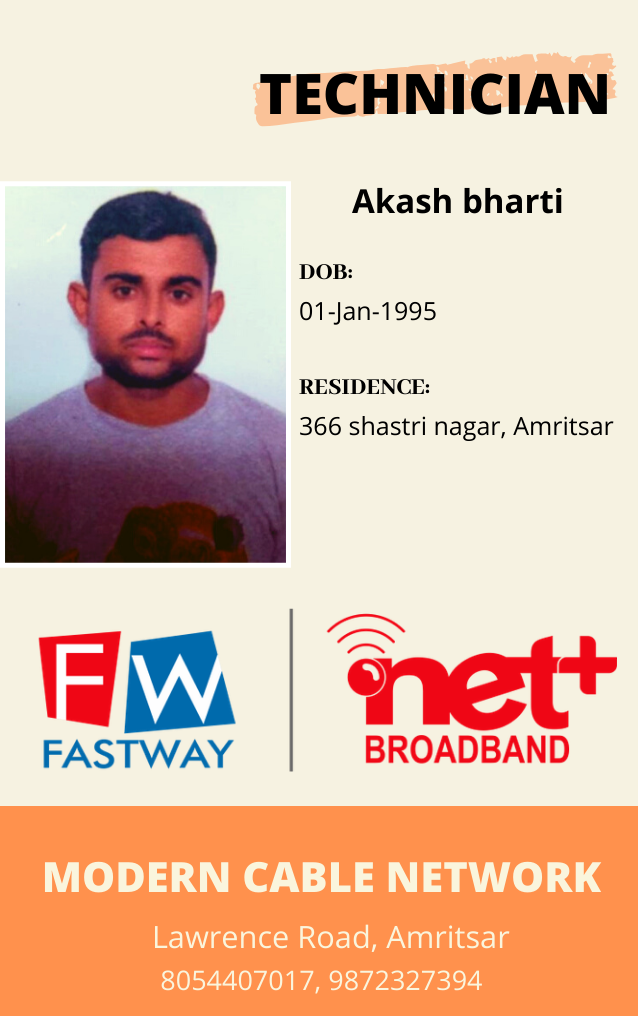 TECHNICIAN
Akash bharti
DOB:
01-Jan-1995
RESIDENCE:
366 shastri nagar, Amritsar
FW
FASTWAY
net+
BROADBAND
MODERN CABLE NETWORK
Lawrence Road, Amritsar
8054407017, 9872327394